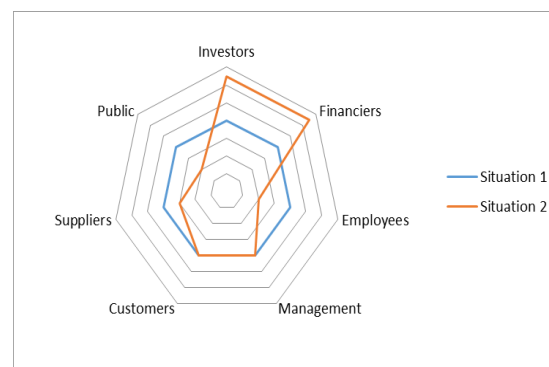 Investors
Public
Financiers
Situation 1
Situation 2
Suppliers
Employees
Customers
Management